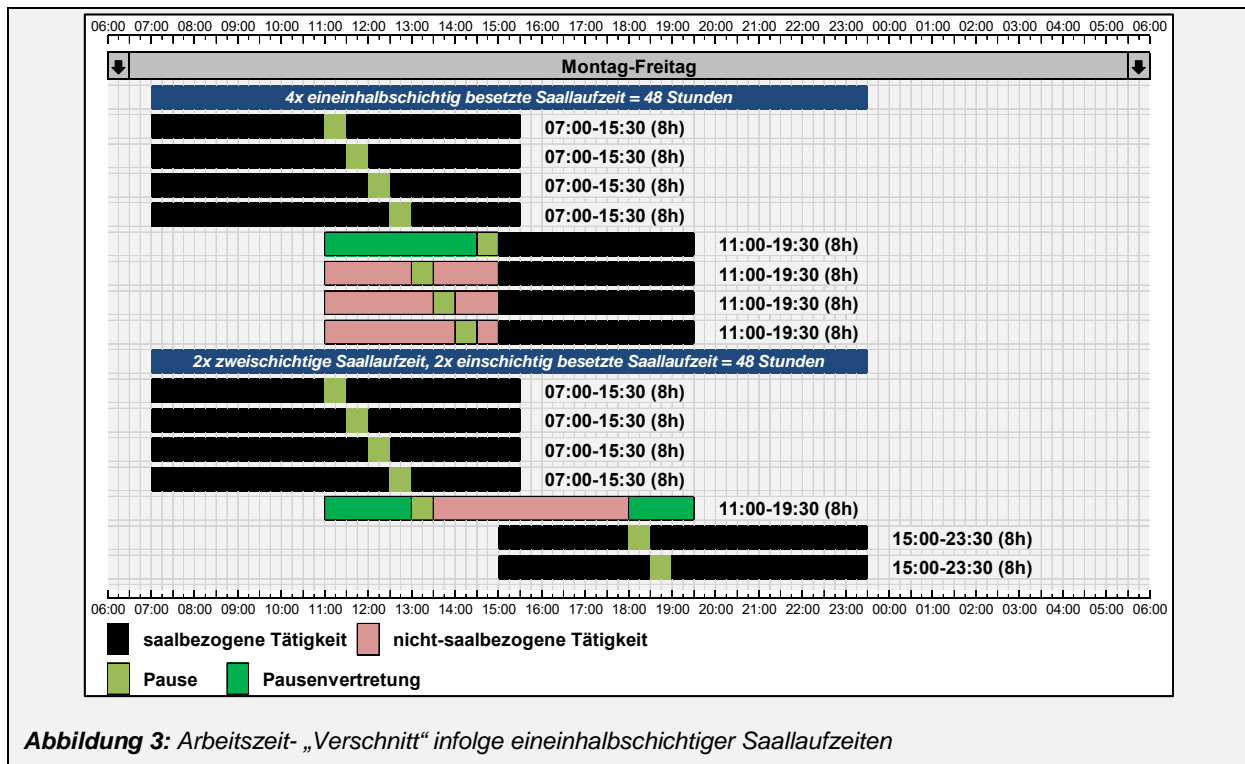 06:00 07:00 08:00 09:00 10:00 11:00 12:00 13:00 14:00 15:00 16:00 17:00 18:00 19:00 20:00 21:00 22:00 23:00 00:00 01:00 02:00 03:00 04:00 05:00 06:00
Montag-Freitag
4x eineinhalbschichtig besetzte Saallaufzeit = 48 Stunden
07:00-15:30 (8h)
07:00-15:30 (8h)
07:00-15:30 (8h)
07:00-15:30 (8h)
11:00-19:30 (8h)
11:00-19:30 (8h)
11:00-19:30 (8h)
11:00-19:30 (8h)
2x zweischichtige Saallaufzeit, 2x einschichtig besetzte Saallaufzeit = 48 Stunden
07:00-15:30 (8h)
07:00-15:30 (8h)
07:00-15:30 (8h)
07:00-15:30 (8h)
11:00-19:30 (8h)
15:00-23:30 (8h)
15:00-23:30 (8h)
06:00 07:00 08:00 09:00 10:00 11:00 12:00 13:00 14:00 15:00 16:00 17:00 18:00 19:00 20:00 21:00 22:00 23:00 00:00 01:00 02:00 03:00 04:00 05:00 06:00
saalbezogene Tätigkeit nicht-saalbezogene Tätigkeit
Pause Pausenvertretung
Abbildung 3: Arbeitszeit- „Verschnitt“ infolge eineinhalbschichtiger Saallaufzeiten